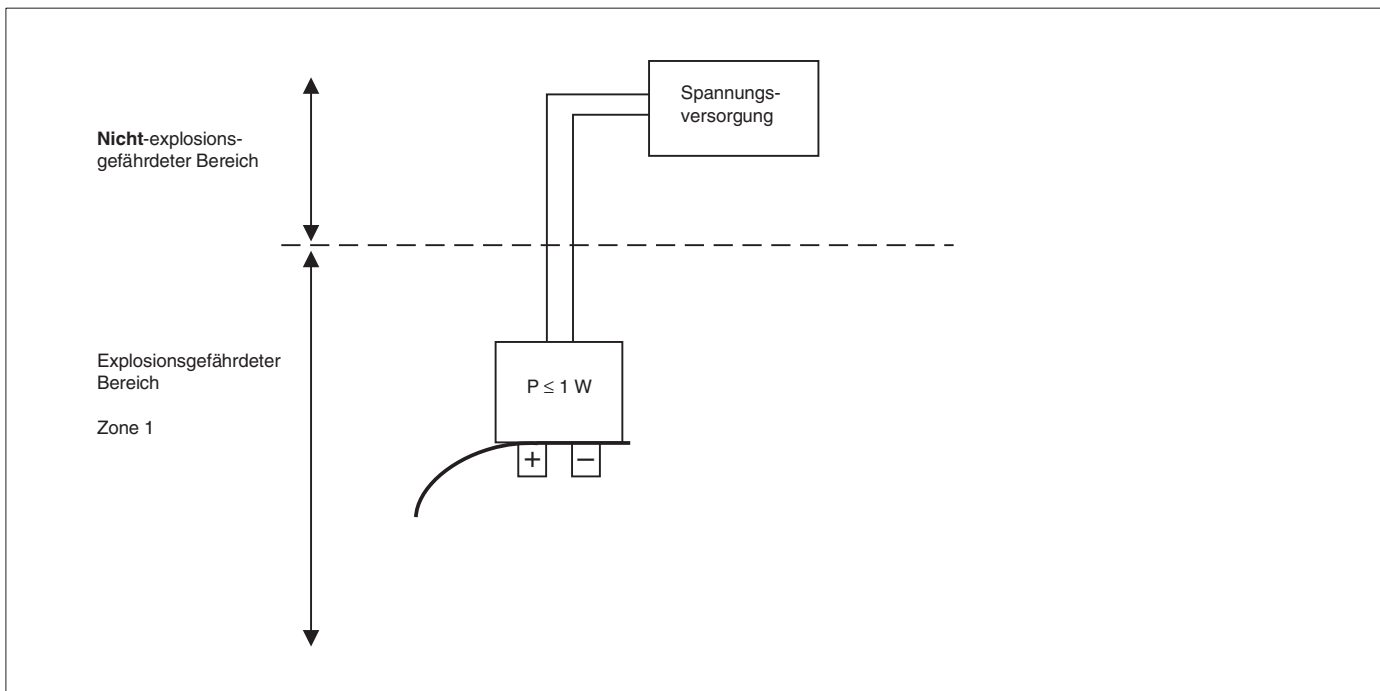 Spannungs-
versorgung
Nicht-explosions-
gefährdeter Bereich
Explosionsgefährdeter
Bereich
Zone 1
P ≤ 1 W
+ −